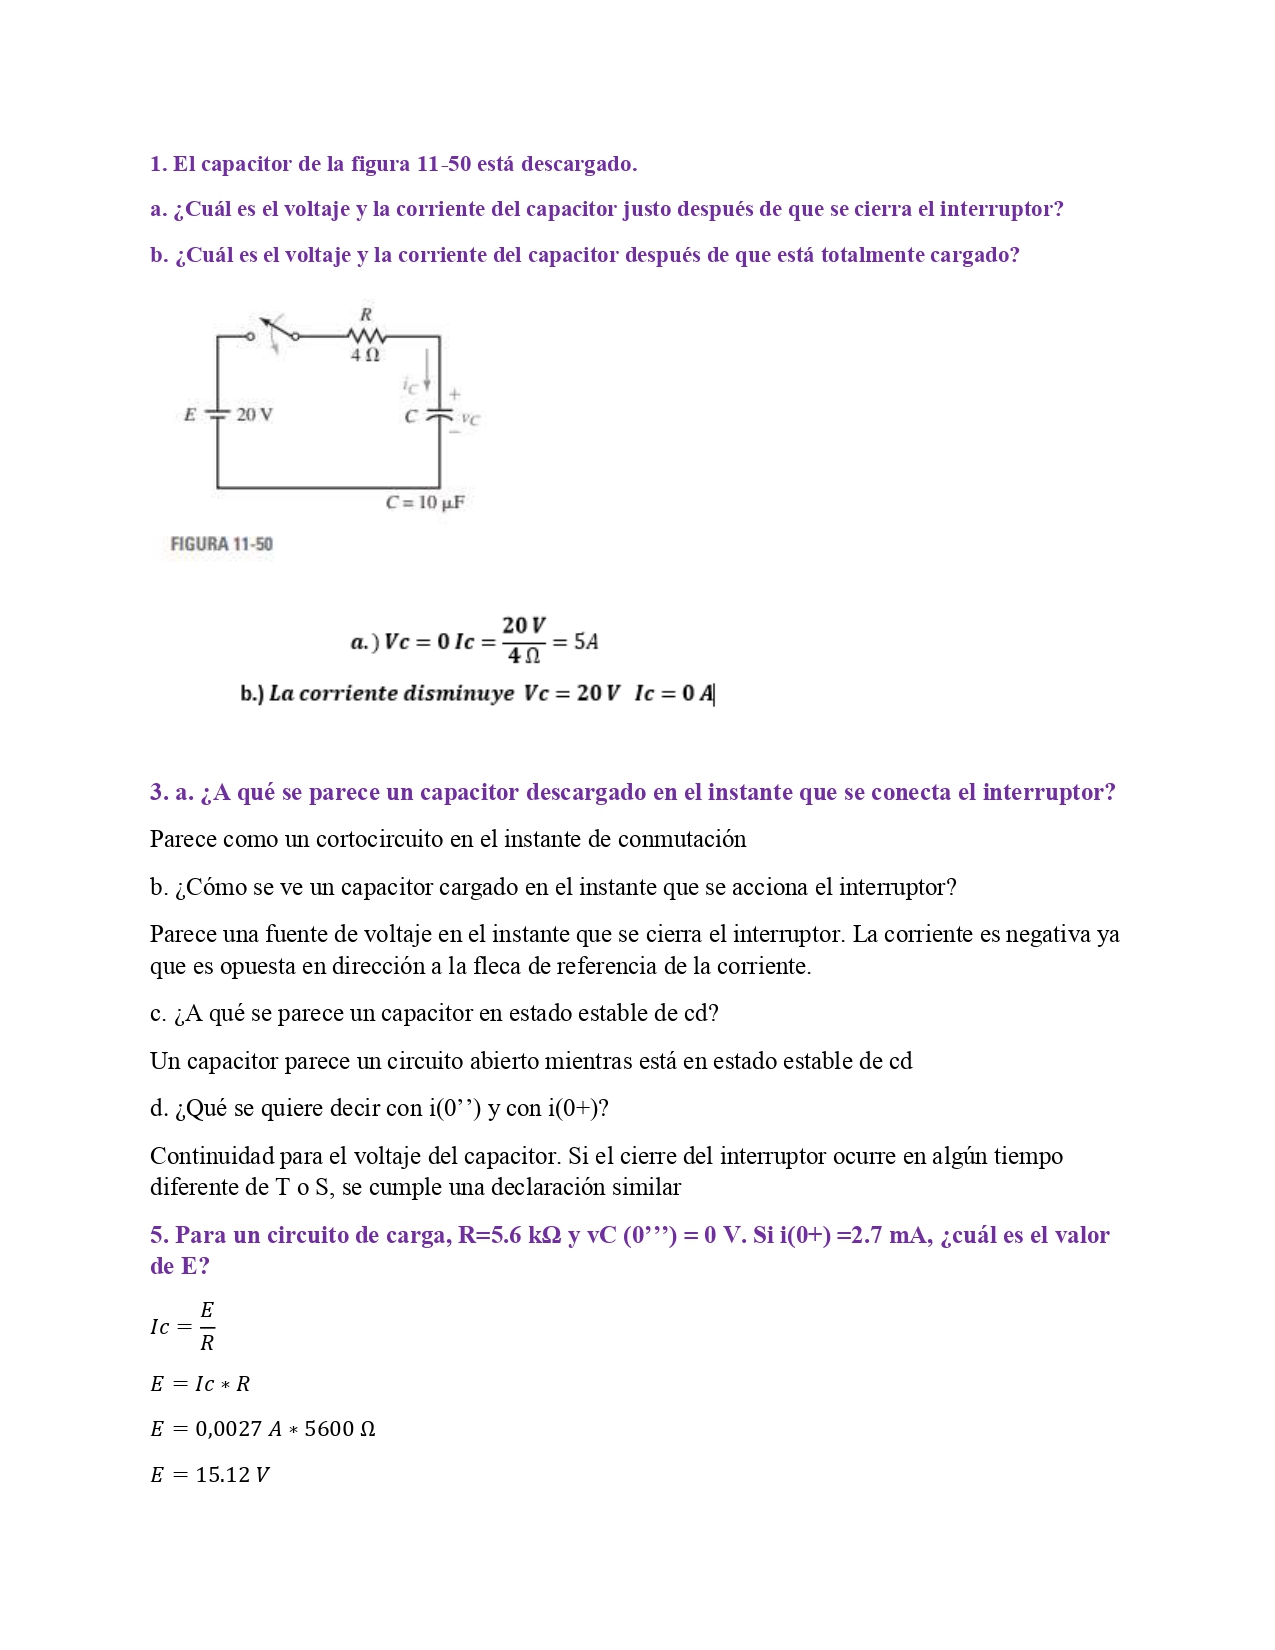 1. El capacitor de la figura 11-50 está descargado.
a. ¿Cuál es el voltaje y la corriente del capacitor justo después de que se cierra el interruptor?
b. ¿Cuál es el voltaje y la corriente del capacitor después de que está totalmente cargado?
R
4 Ω
iC
+
E
20 V
C
vC
−
C = 10 μF
FIGURA 11-50
a.) Vc = 0 Ic = 20 V / 4 Ω = 5A
b.) La corriente disminuye Vc = 20 V Ic = 0 A
3. a. ¿A qué se parece un capacitor descargado en el instante que se conecta el interruptor?
Parece como un cortocircuito en el instante de conmutación
b. ¿Cómo se ve un capacitor cargado en el instante que se acciona el interruptor?
Parece una fuente de voltaje en el instante que se cierra el interruptor. La corriente es negativa ya
que es opuesta en dirección a la fleca de referencia de la corriente.
c. ¿A qué se parece un capacitor en estado estable de cd?
Un capacitor parece un circuito abierto mientras está en estado estable de cd
d. ¿Qué se quiere decir con i(0’’) y con i(0+)?
Continuidad para el voltaje del capacitor. Si el cierre del interruptor ocurre en algún tiempo
diferente de T o S, se cumple una declaración similar
5. Para un circuito de carga, R=5.6 kΩ y vC (0’’’) = 0 V. Si i(0+) =2.7 mA, ¿cuál es el valor
de E?
Ic = E / R
E = Ic ∗ R
E = 0,0027 A ∗ 5600 Ω
E = 15.12 V